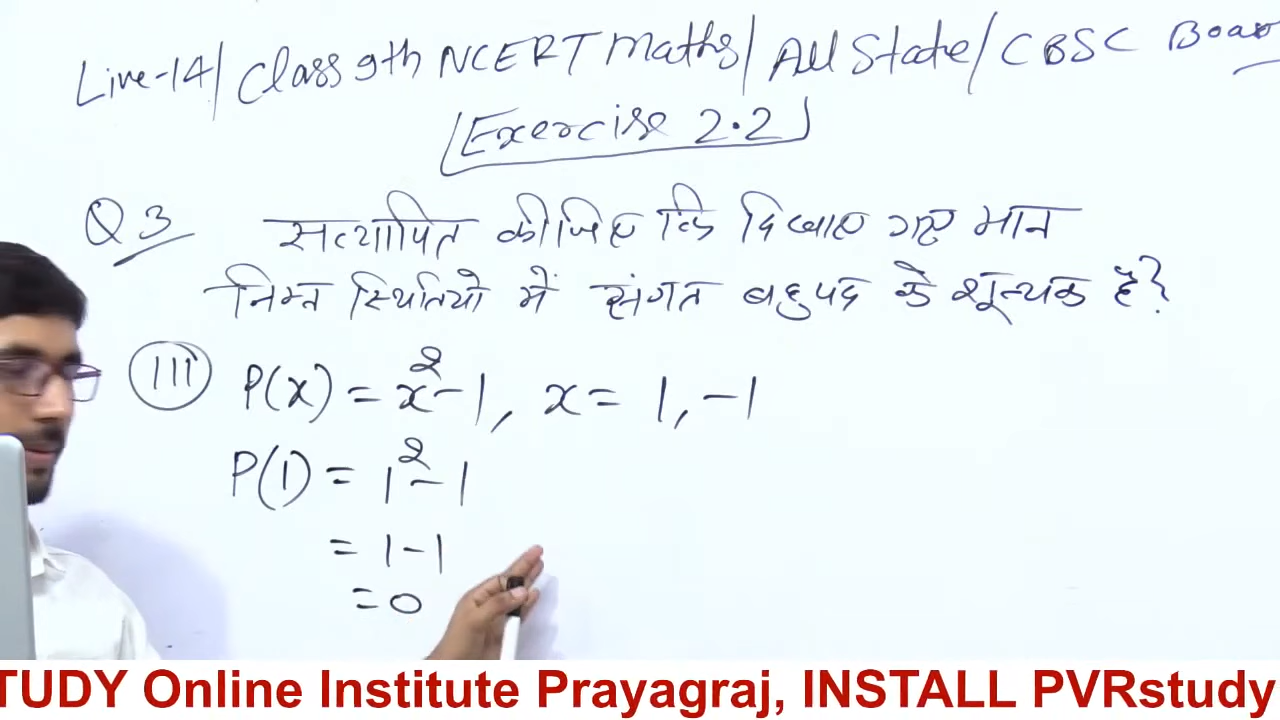 Live-14/ Class 9th NCERT Maths/ All State/ CBSC Boar
Exercise 2.2
Q 3 सत्यापित कीजिए कि दिखाए गए मान
निम्न स्थितियो में संगत बहुपद के शून्यक है?
III P(x) = x²-1, x = 1, -1
P(1) = 1²-1
= 1-1
=0
TUDY Online Institute Prayagraj, INSTALL PVRstudy